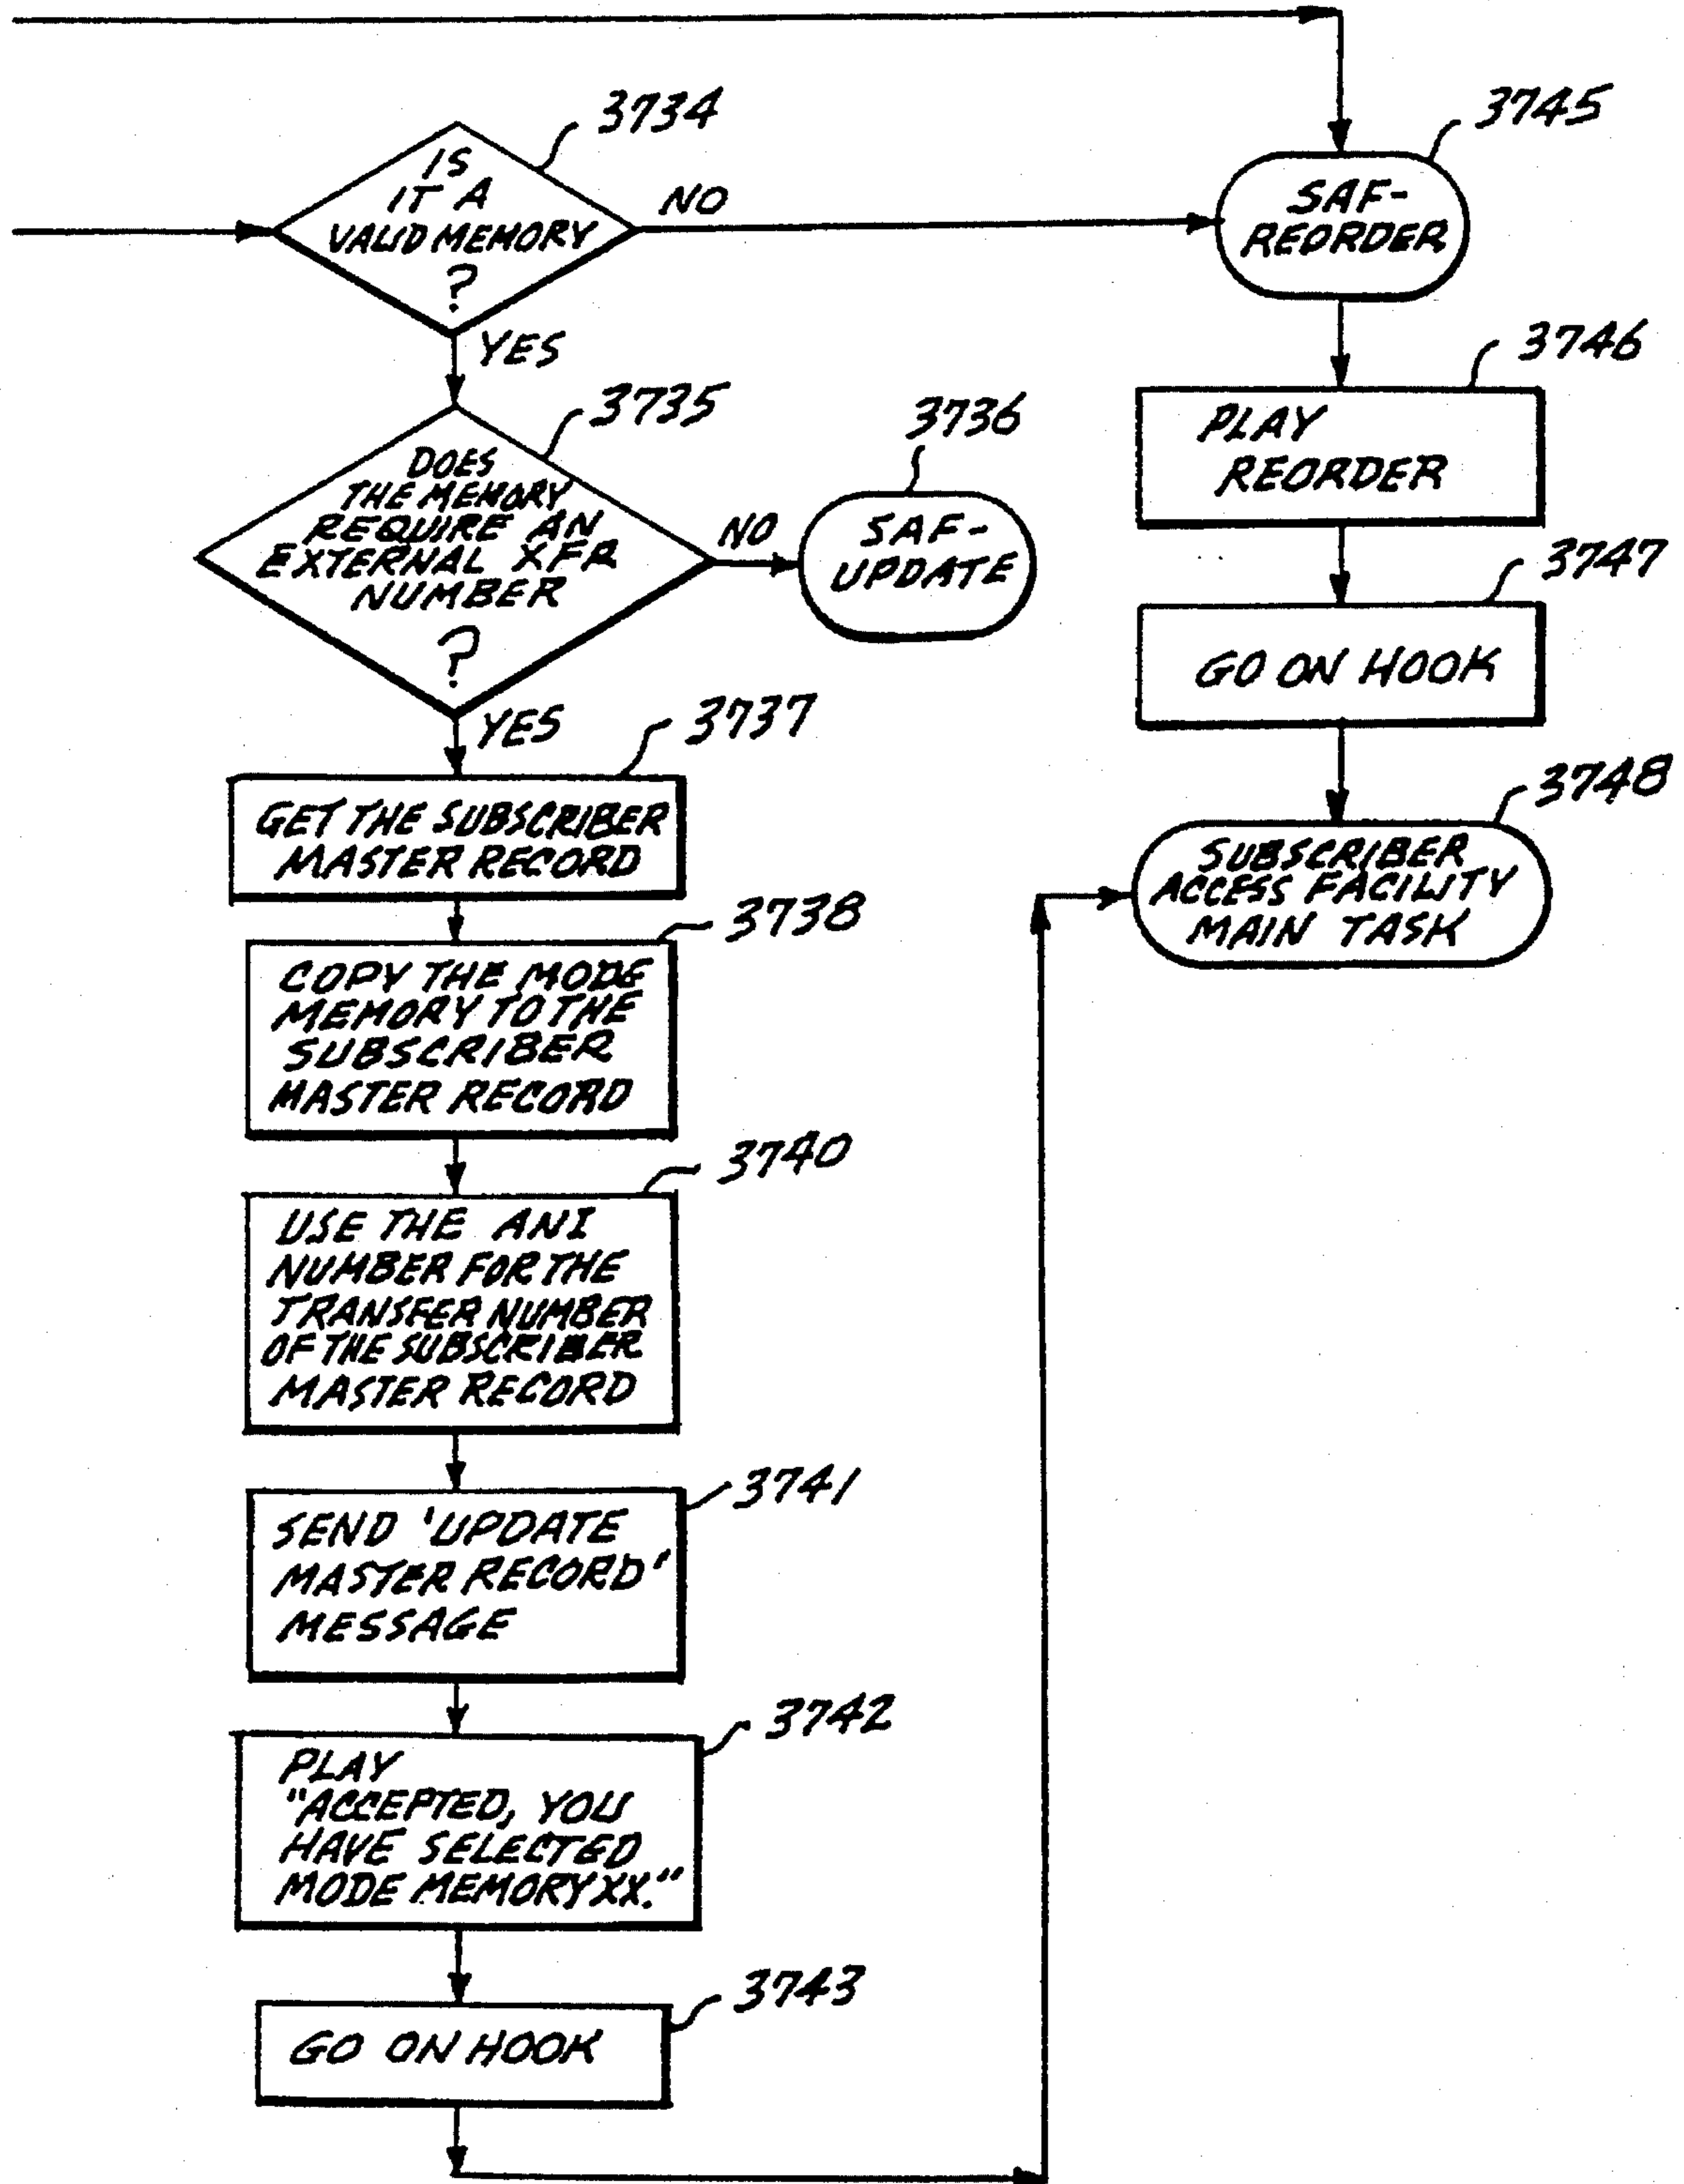 3734
IS
IT A
VALID MEMORY
?
NO
YES
3745
SAF-
REORDER
3735
DOES
THE MEMORY
REQUIRE AN
EXTERNAL XFR
NUMBER
?
NO
YES
3736
SAF-
UPDATE
3746
PLAY
REORDER
3747
GO ON HOOK
3748
SUBSCRIBER
ACCESS FACILITY
MAIN TASK
3737
GET THE SUBSCRIBER
MASTER RECORD
3738
COPY THE MODE
MEMORY TO THE
SUBSCRIBER
MASTER RECORD
3740
USE THE ANI
NUMBER FOR THE
TRANSFER NUMBER
OF THE SUBSCRIBER
MASTER RECORD
3741
SEND 'UPDATE
MASTER RECORD'
MESSAGE
3742
PLAY
"ACCEPTED, YOU
HAVE SELECTED
MODE MEMORY XX."
3743
GO ON HOOK